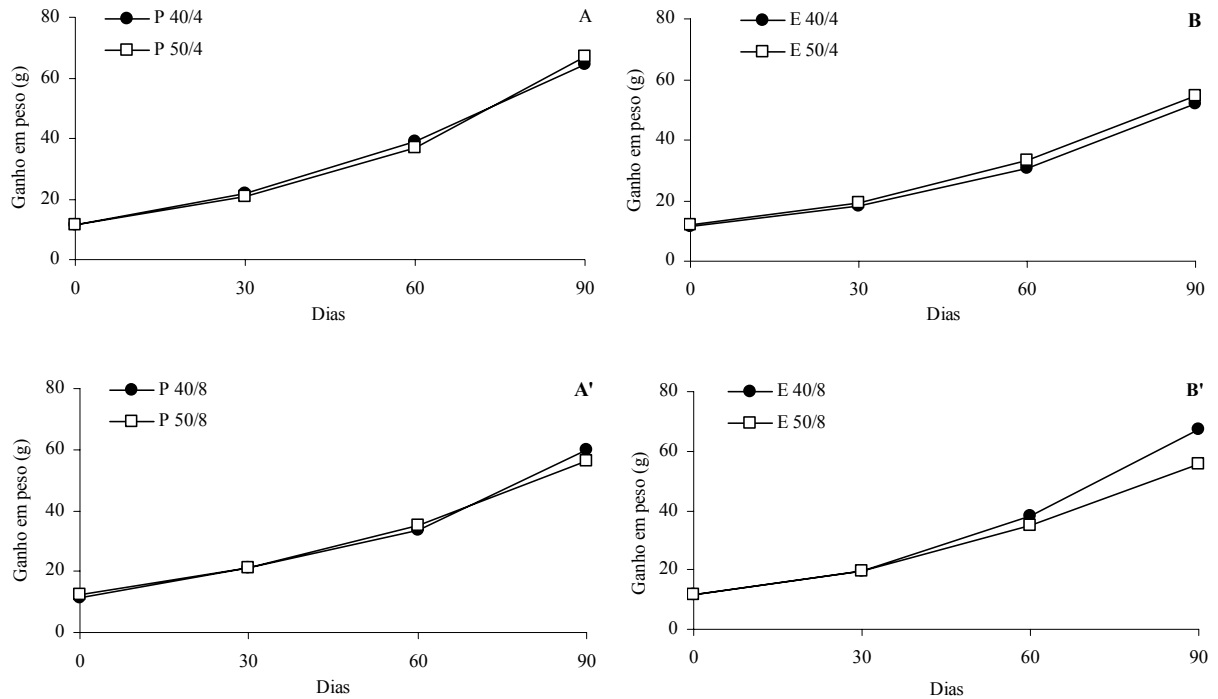 80
60
40
20
0
Ganho em peso (g)
P 40/4
P 50/4
A
0 30 60 90
Dias
80
60
40
20
0
Ganho em peso (g)
E 40/4
E 50/4
B
0 30 60 90
Dias
80
60
40
20
0
Ganho em peso (g)
P 40/8
P 50/8
A'
0 30 60 90
Dias
80
60
40
20
0
Ganho em peso (g)
E 40/8
E 50/8
B'
0 30 60 90
Dias